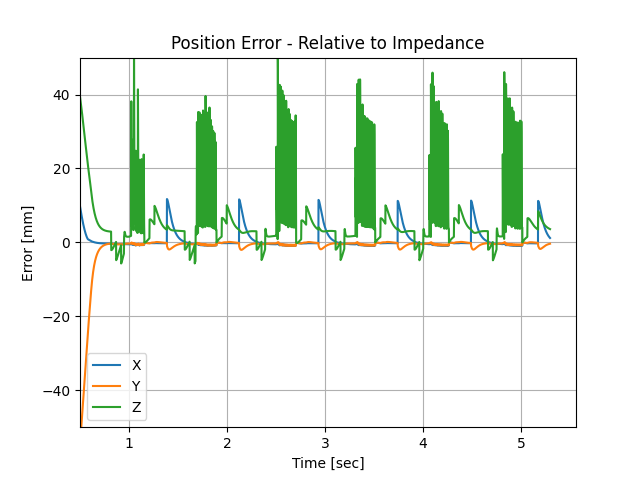 Position Error - Relative to Impedance
40
20
0
−20
−40
Error [mm]
X
Y
Z
1
2
3
4
5
Time [sec]